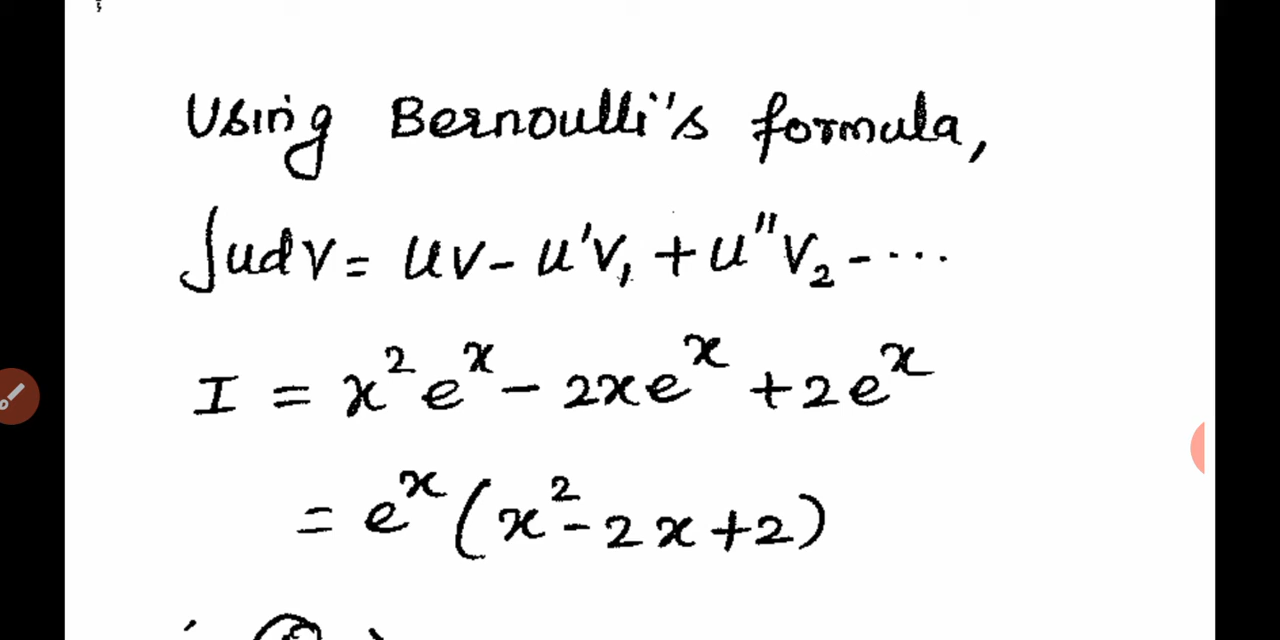 Using Bernoulli's formula,
∫udv = uv - u'v₁ + u''v₂ - ...
I = x²eˣ - 2xeˣ + 2eˣ
= eˣ(x² - 2x + 2)